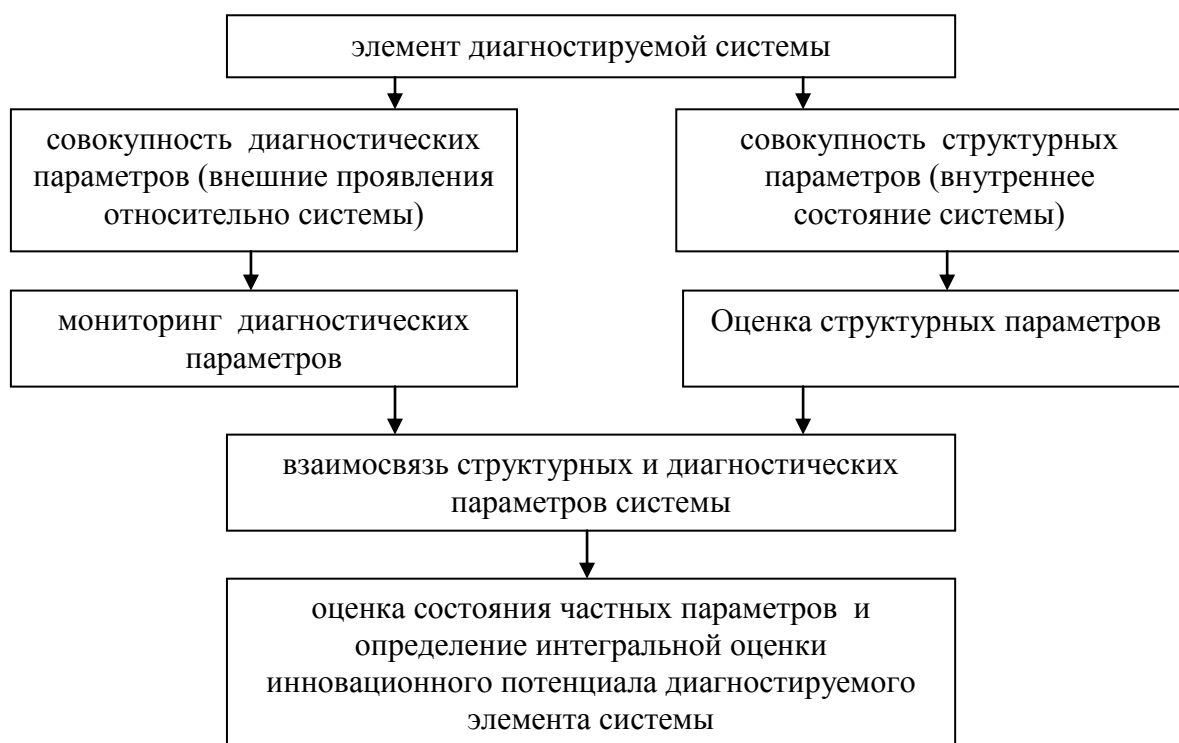 элемент диагностируемой системы
совокупность диагностических
параметров (внешние проявления
относительно системы)
совокупность структурных
параметров (внутреннее
состояние системы)
мониторинг диагностических
параметров
Оценка структурных параметров
взаимосвязь структурных и диагностических
параметров системы
оценка состояния частных параметров и
определение интегральной оценки
инновационного потенциала диагностируемого
элемента системы